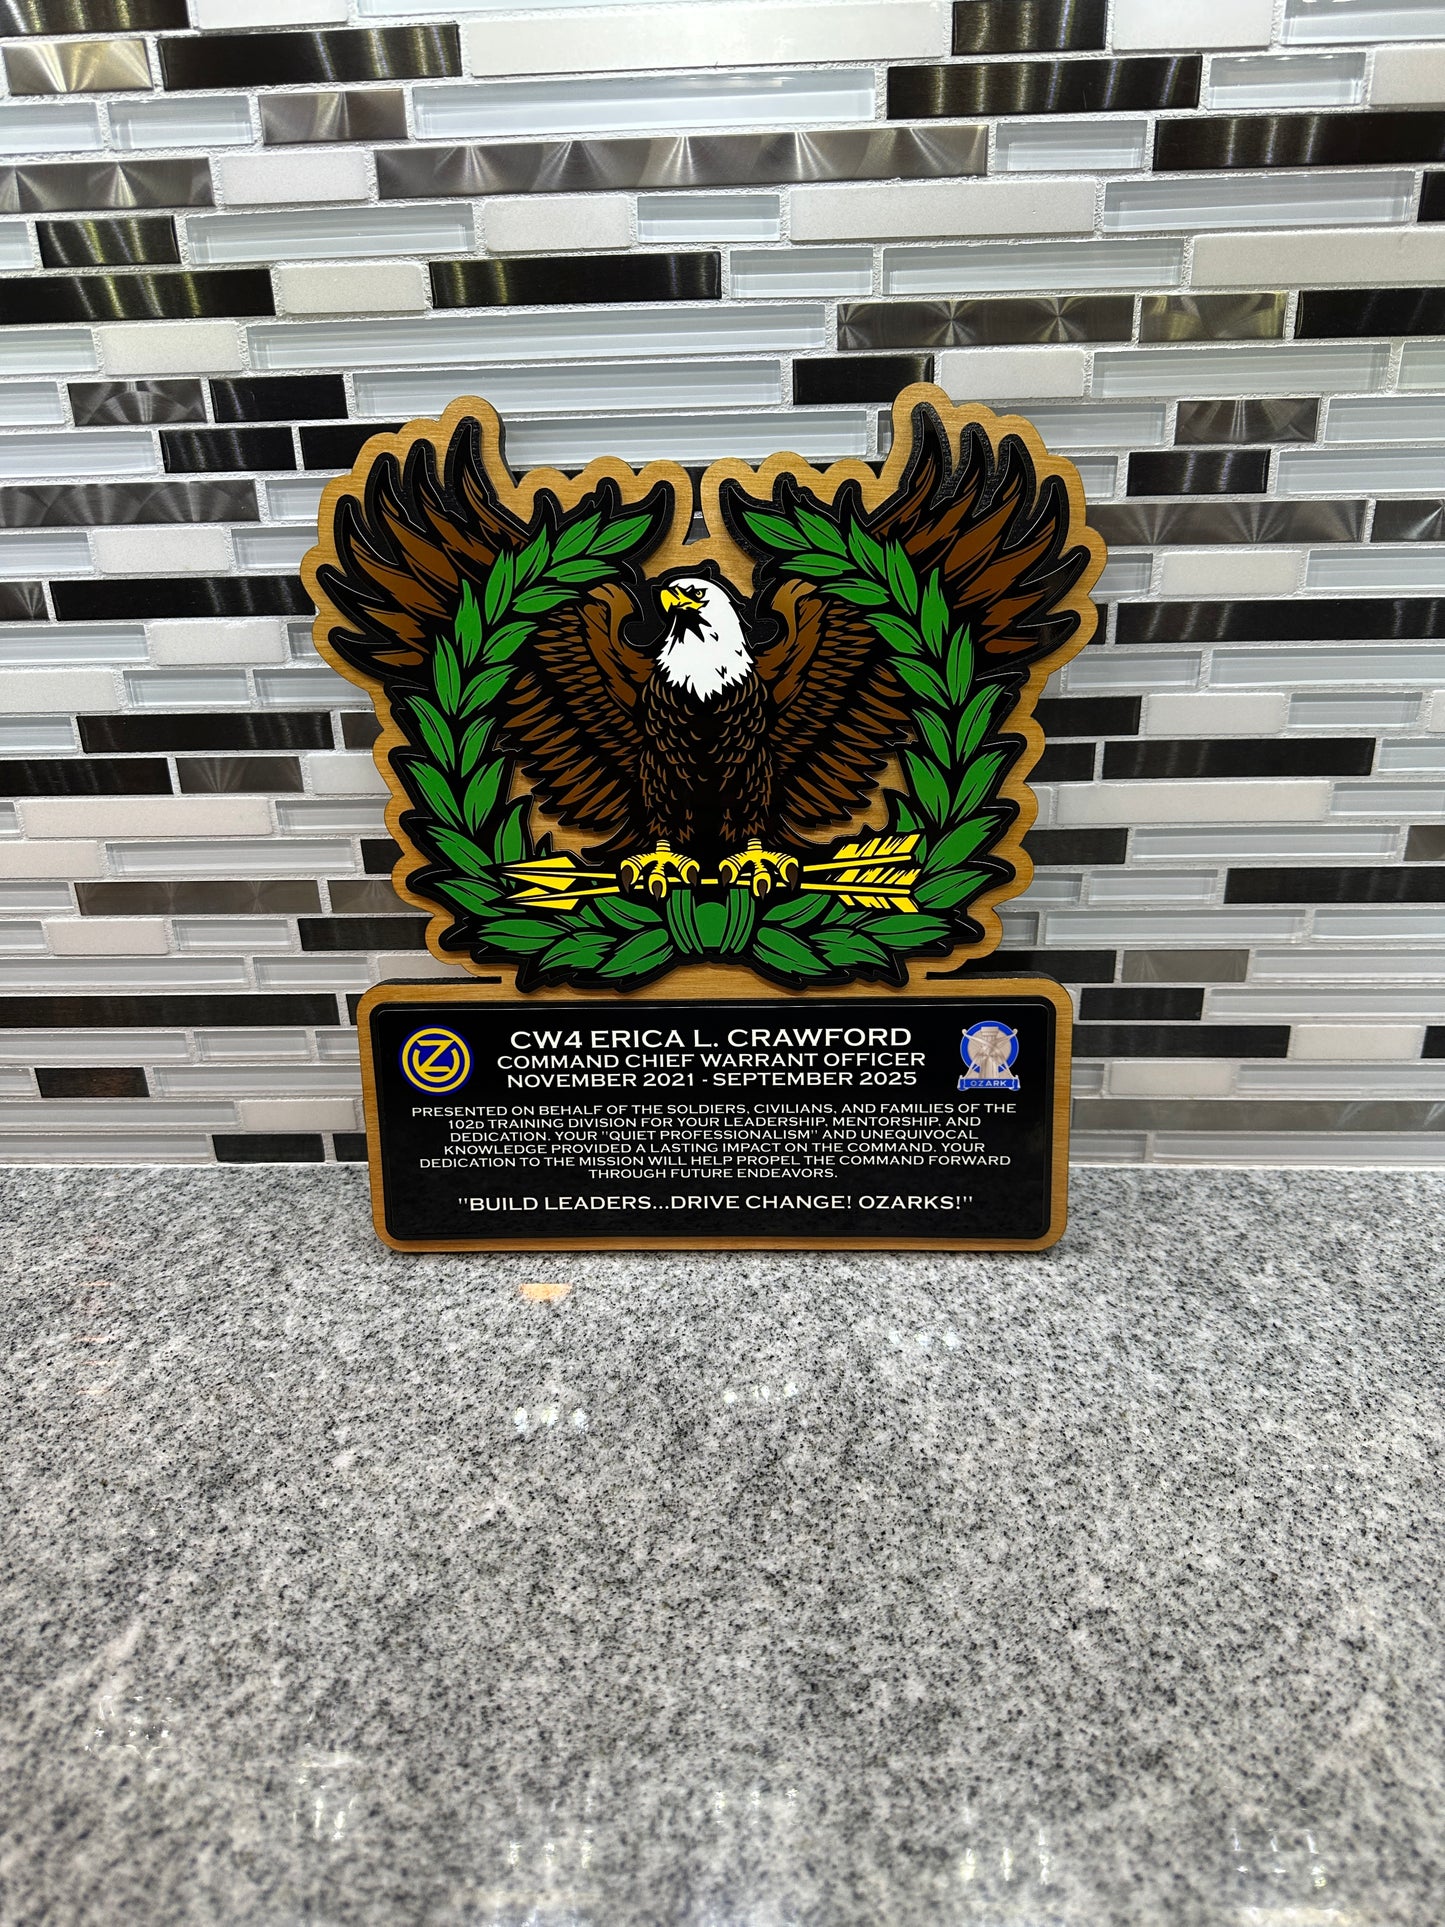 CW4 ERICA L. CRAWFORD
COMMAND CHIEF WARRANT OFFICER
NOVEMBER 2021 - SEPTEMBER 2025
PRESENTED ON BEHALF OF THE SOLDIERS, CIVILIANS, AND FAMILIES OF THE
102D TRAINING DIVISION FOR YOUR LEADERSHIP, MENTORSHIP, AND
DEDICATION. YOUR "QUIET PROFESSIONALISM" AND UNEQUIVOCAL
KNOWLEDGE PROVIDED A LASTING IMPACT ON THE COMMAND. YOUR
DEDICATION TO THE MISSION WILL HELP PROPEL THE COMMAND FORWARD
THROUGH FUTURE ENDEAVORS.
"BUILD LEADERS...DRIVE CHANGE! OZARKS!"
OZ
OZARK